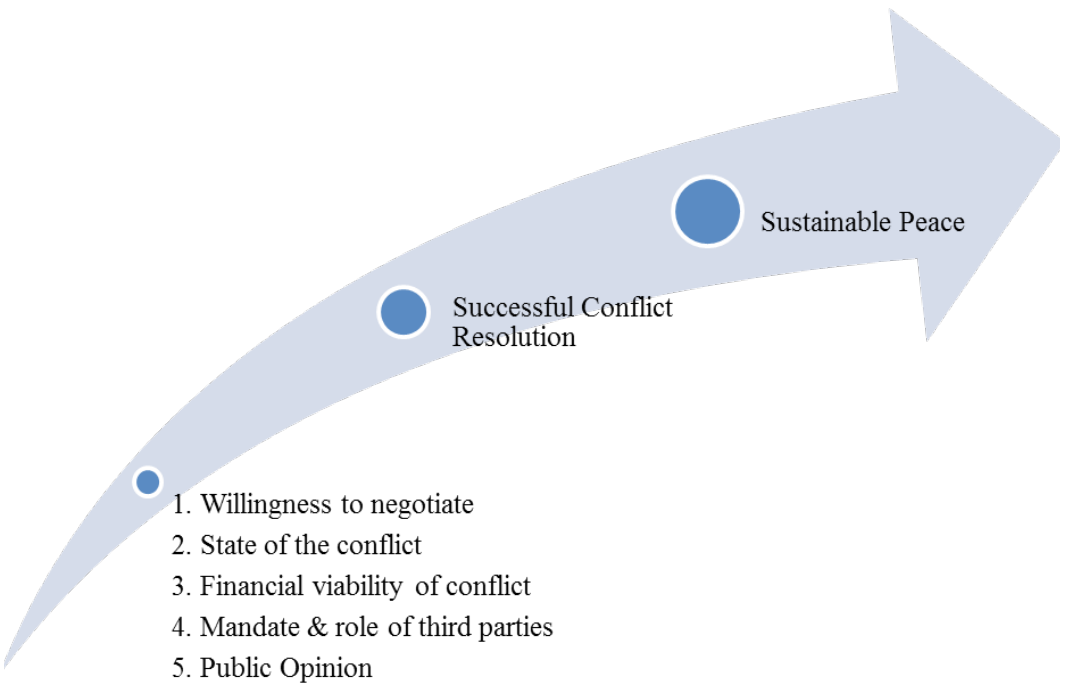 Sustainable Peace
Successful Conflict
Resolution
1. Willingness to negotiate
2. State of the conflict
3. Financial viability of conflict
4. Mandate & role of third parties
5. Public Opinion